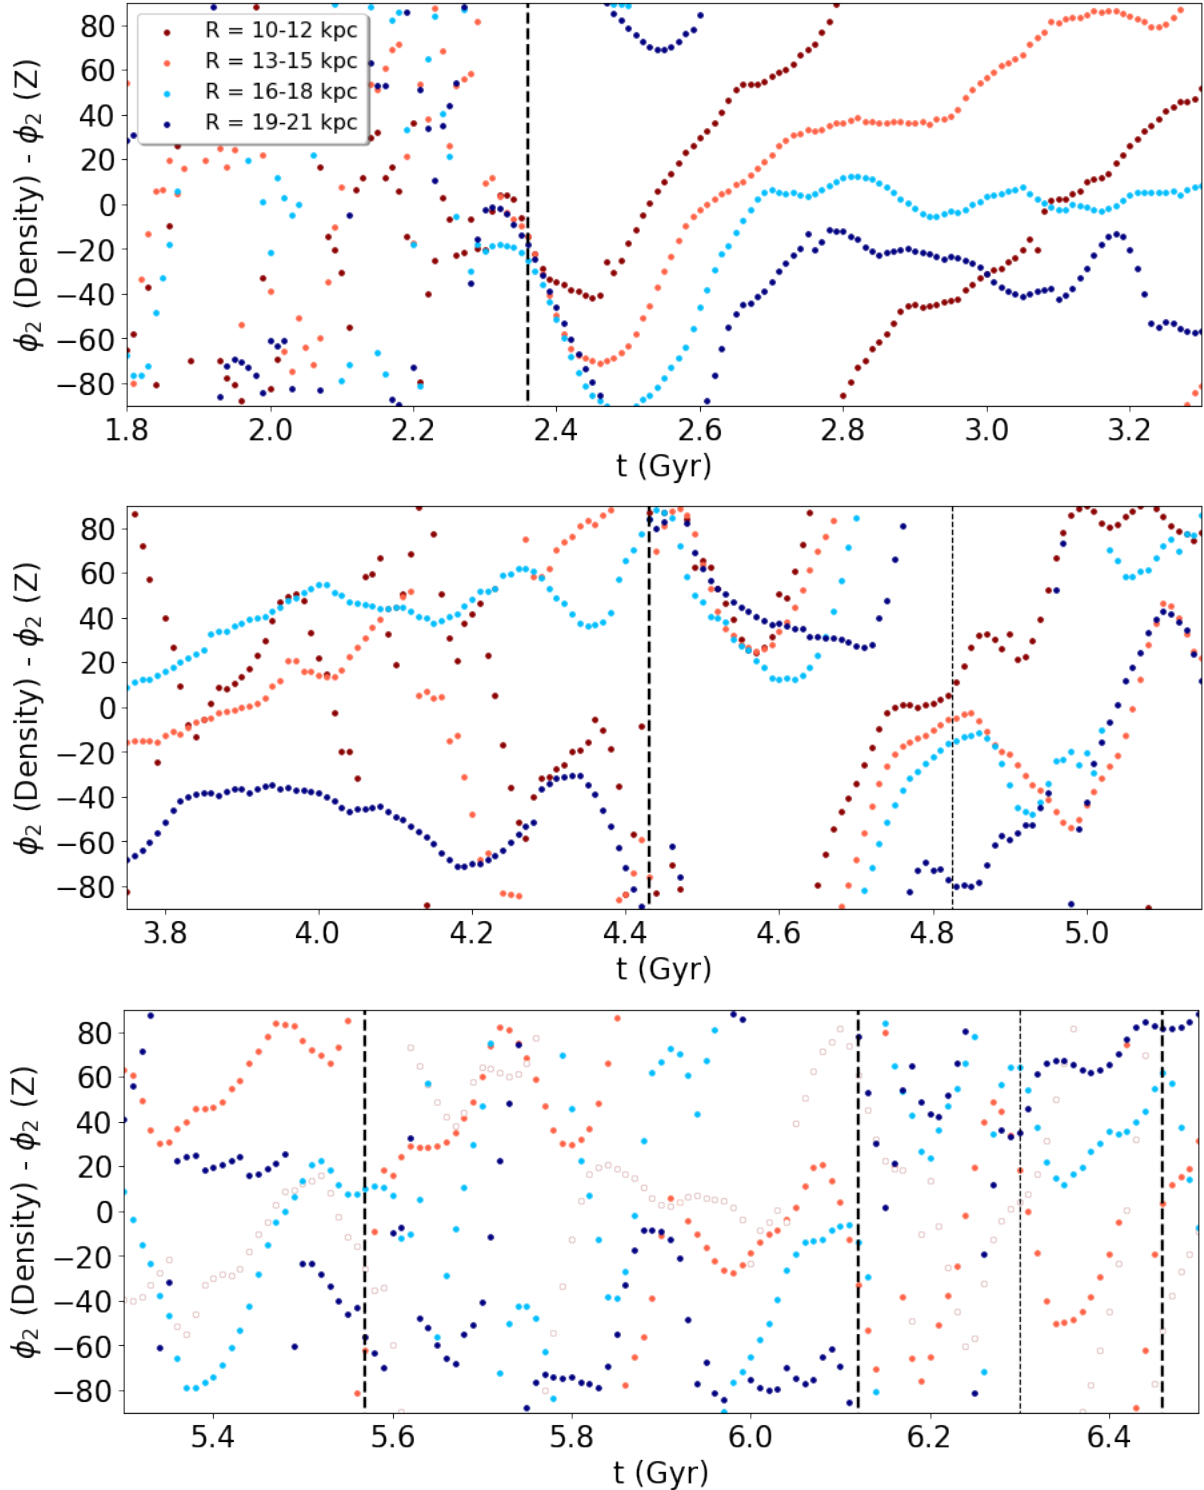 80
60
40
20
0
−20
−40
−60
−80
ϕ₂ (Density) - ϕ₂ (Z)
R = 10-12 kpc
R = 13-15 kpc
R = 16-18 kpc
R = 19-21 kpc
1.8 2.0 2.2 2.4 2.6 2.8 3.0 3.2
t (Gyr)
80
60
40
20
0
−20
−40
−60
−80
ϕ₂ (Density) - ϕ₂ (Z)
3.8 4.0 4.2 4.4 4.6 4.8 5.0
t (Gyr)
80
60
40
20
0
−20
−40
−60
−80
ϕ₂ (Density) - ϕ₂ (Z)
5.4 5.6 5.8 6.0 6.2 6.4
t (Gyr)